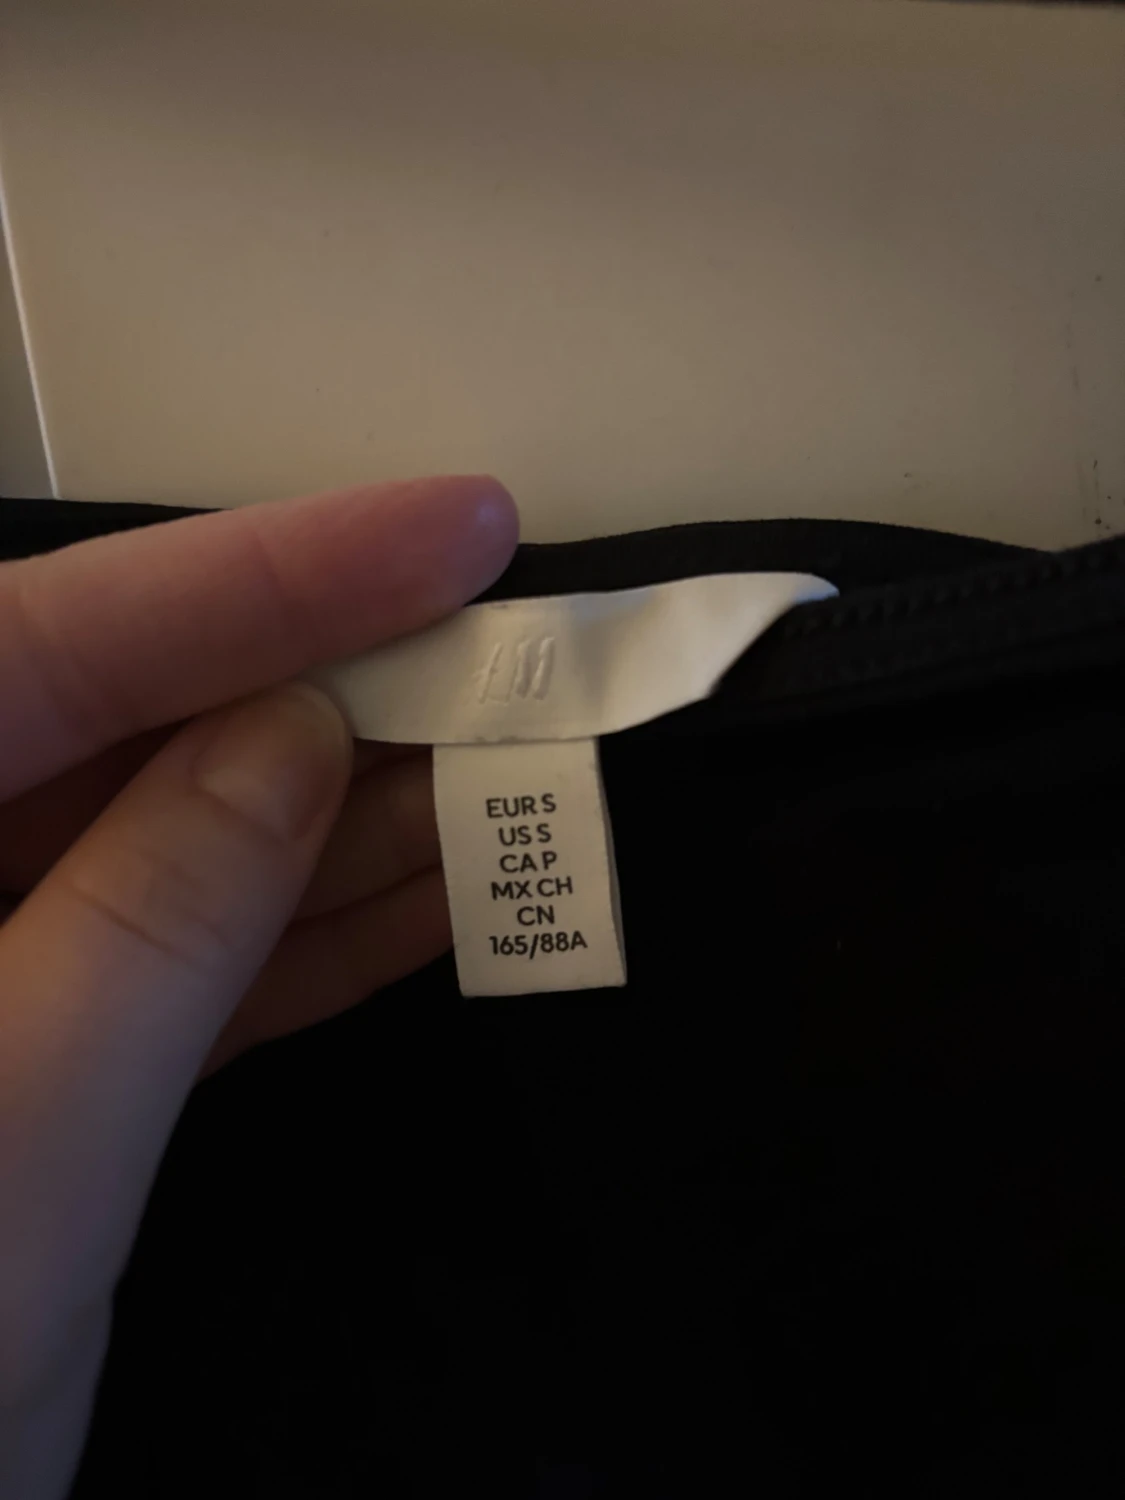 H&M
EUR S
US S
CA P
MX CH
CN
165/88A